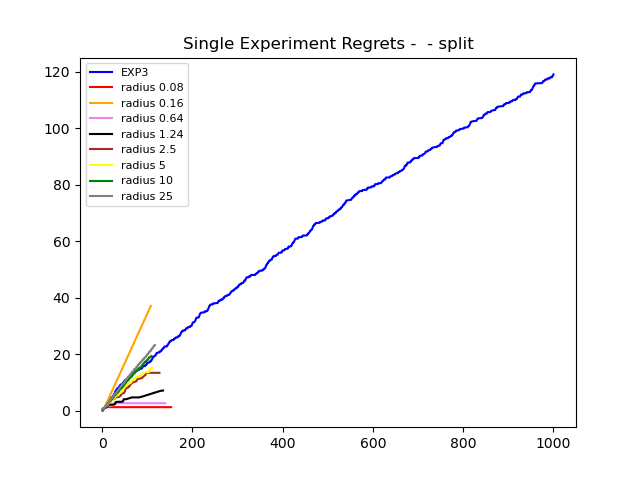 Single Experiment Regrets -  - split
120
100
80
60
40
20
0
EXP3
radius 0.08
radius 0.16
radius 0.64
radius 1.24
radius 2.5
radius 5
radius 10
radius 25
0 200 400 600 800 1000